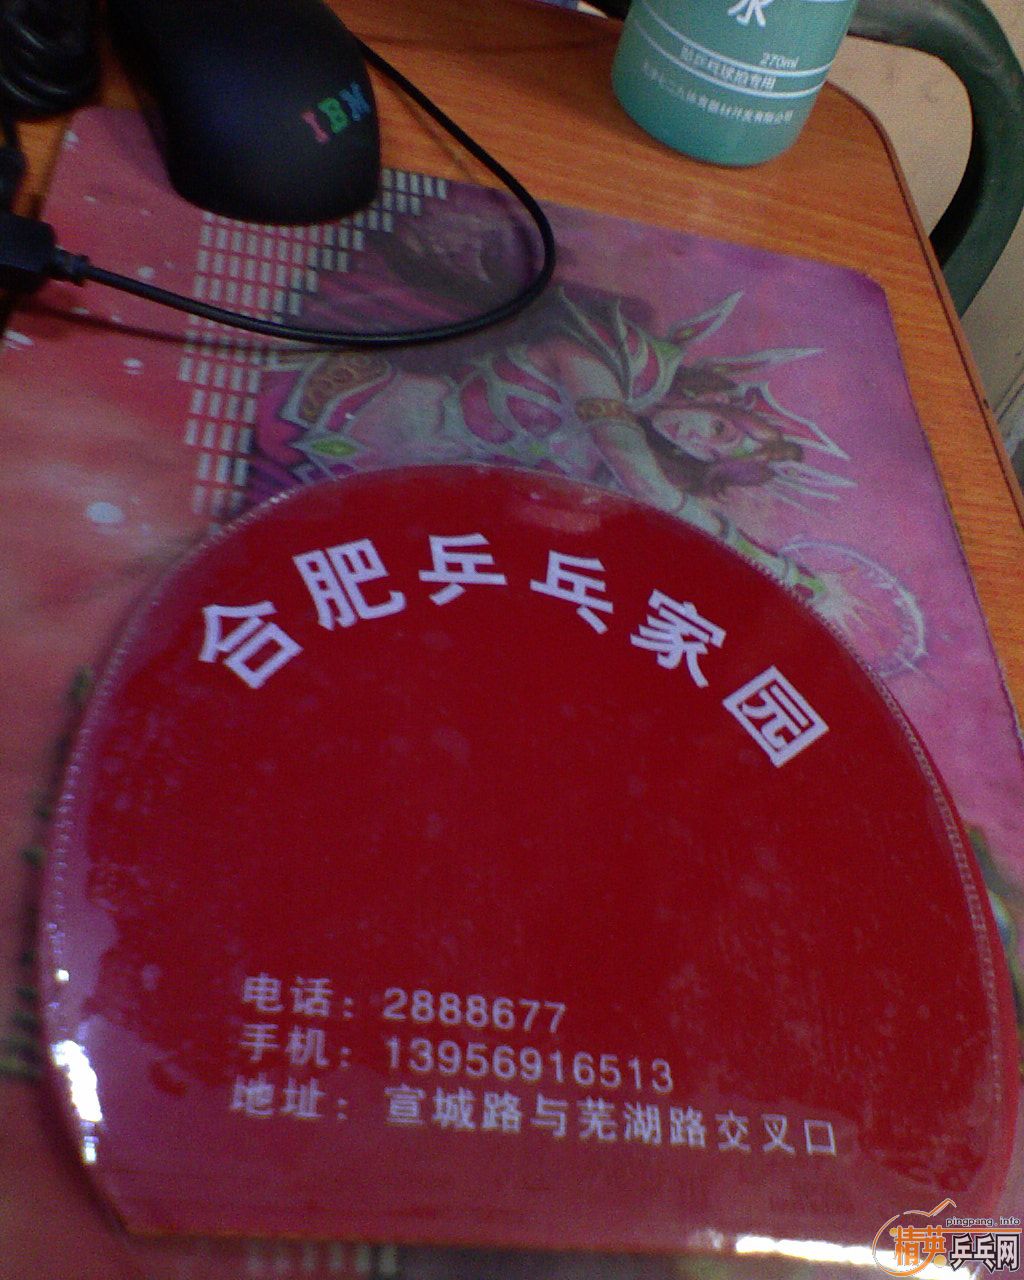 水
270ml
IBM
合肥乒乓家园
电话：2888677
手机：13956916513
地址：宣城路与芜湖路交叉口
pingpang.info
精英乒乓网